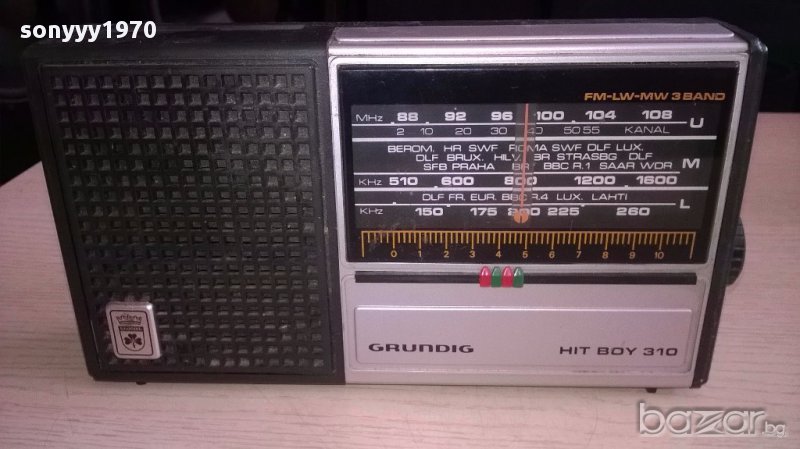 sonyyy1970
FM-LW-MW 3 BAND
MHz 88 92 96 100 104 108 U
2 10 20 30 40 50 55 KANAL
BEROM. HR SWF ROMA SWF DLF LUX.
DLF BRUX. HILV. BR STRASBG DLF M
SFB PRAHA BR BBC R.1 SAAR WDR
KHz 510 600 800 1200 1600
DLF FR. EUR. BBC R.4 LUX. LAHTI L
KHz 150 175 200 225 260
0 1 2 3 4 5 6 7 8 9 10
GRUNDIG HIT BOY 310
bazar.bg